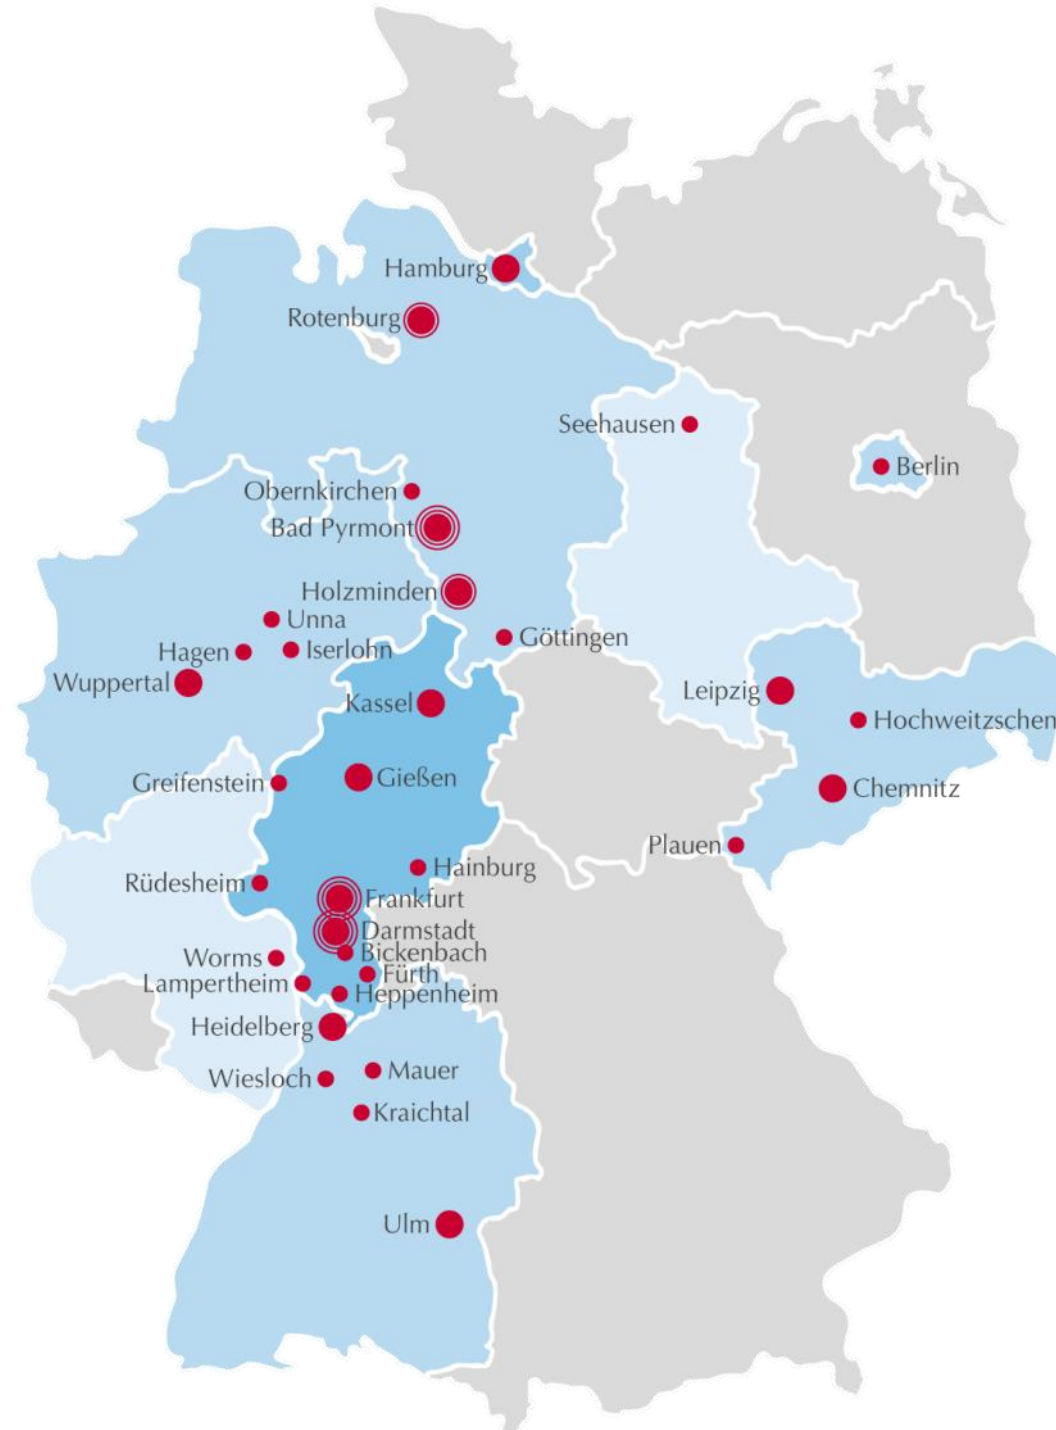 Hamburg
Rotenburg
Seehausen
Berlin
Obernkirchen
Bad Pyrmont
Holzminden
Unna
Göttingen
Hagen
Iserlohn
Wuppertal
Leipzig
Kassel
Hochweitzschen
Greifenstein
Gießen
Chemnitz
Plauen
Hainburg
Rüdesheim
Frankfurt
Darmstadt
Bickenbach
Worms
Fürth
Lampertheim
Heppenheim
Heidelberg
Mauer
Wiesloch
Kraichtal
Ulm